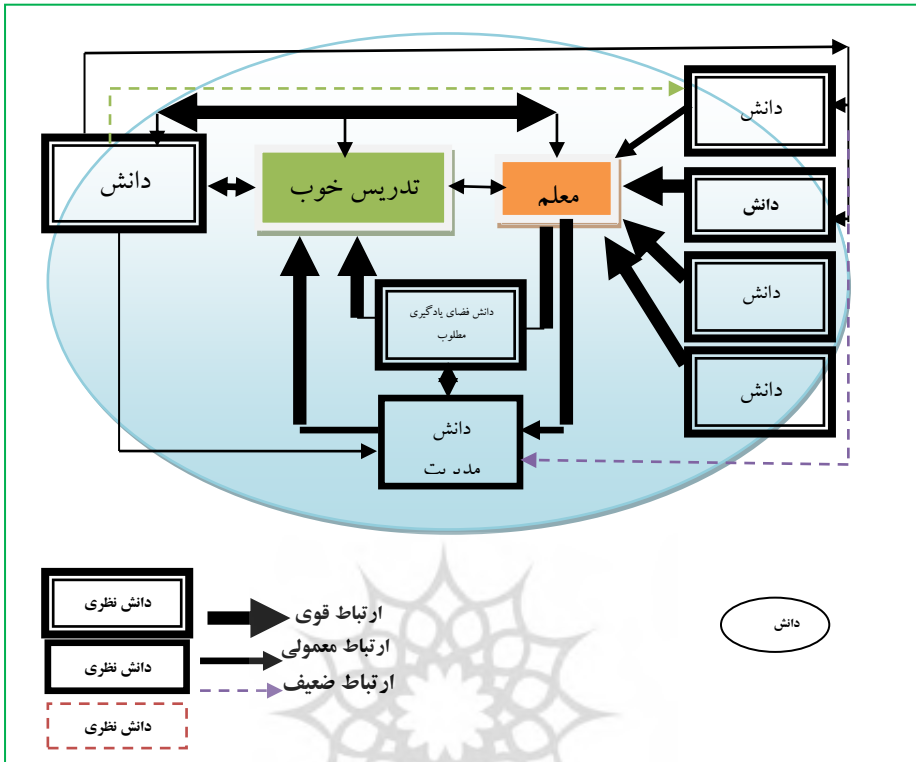 دانش
دانش
معلم
تدریس خوب
دانش
دانش
دانش
دانش فضای یادگیری
مطلوب
دانش
دانش
مدیریت
دانش نظری
ارتباط قوی
دانش
دانش نظری
ارتباط معمولی
ارتباط ضعیف
دانش نظری